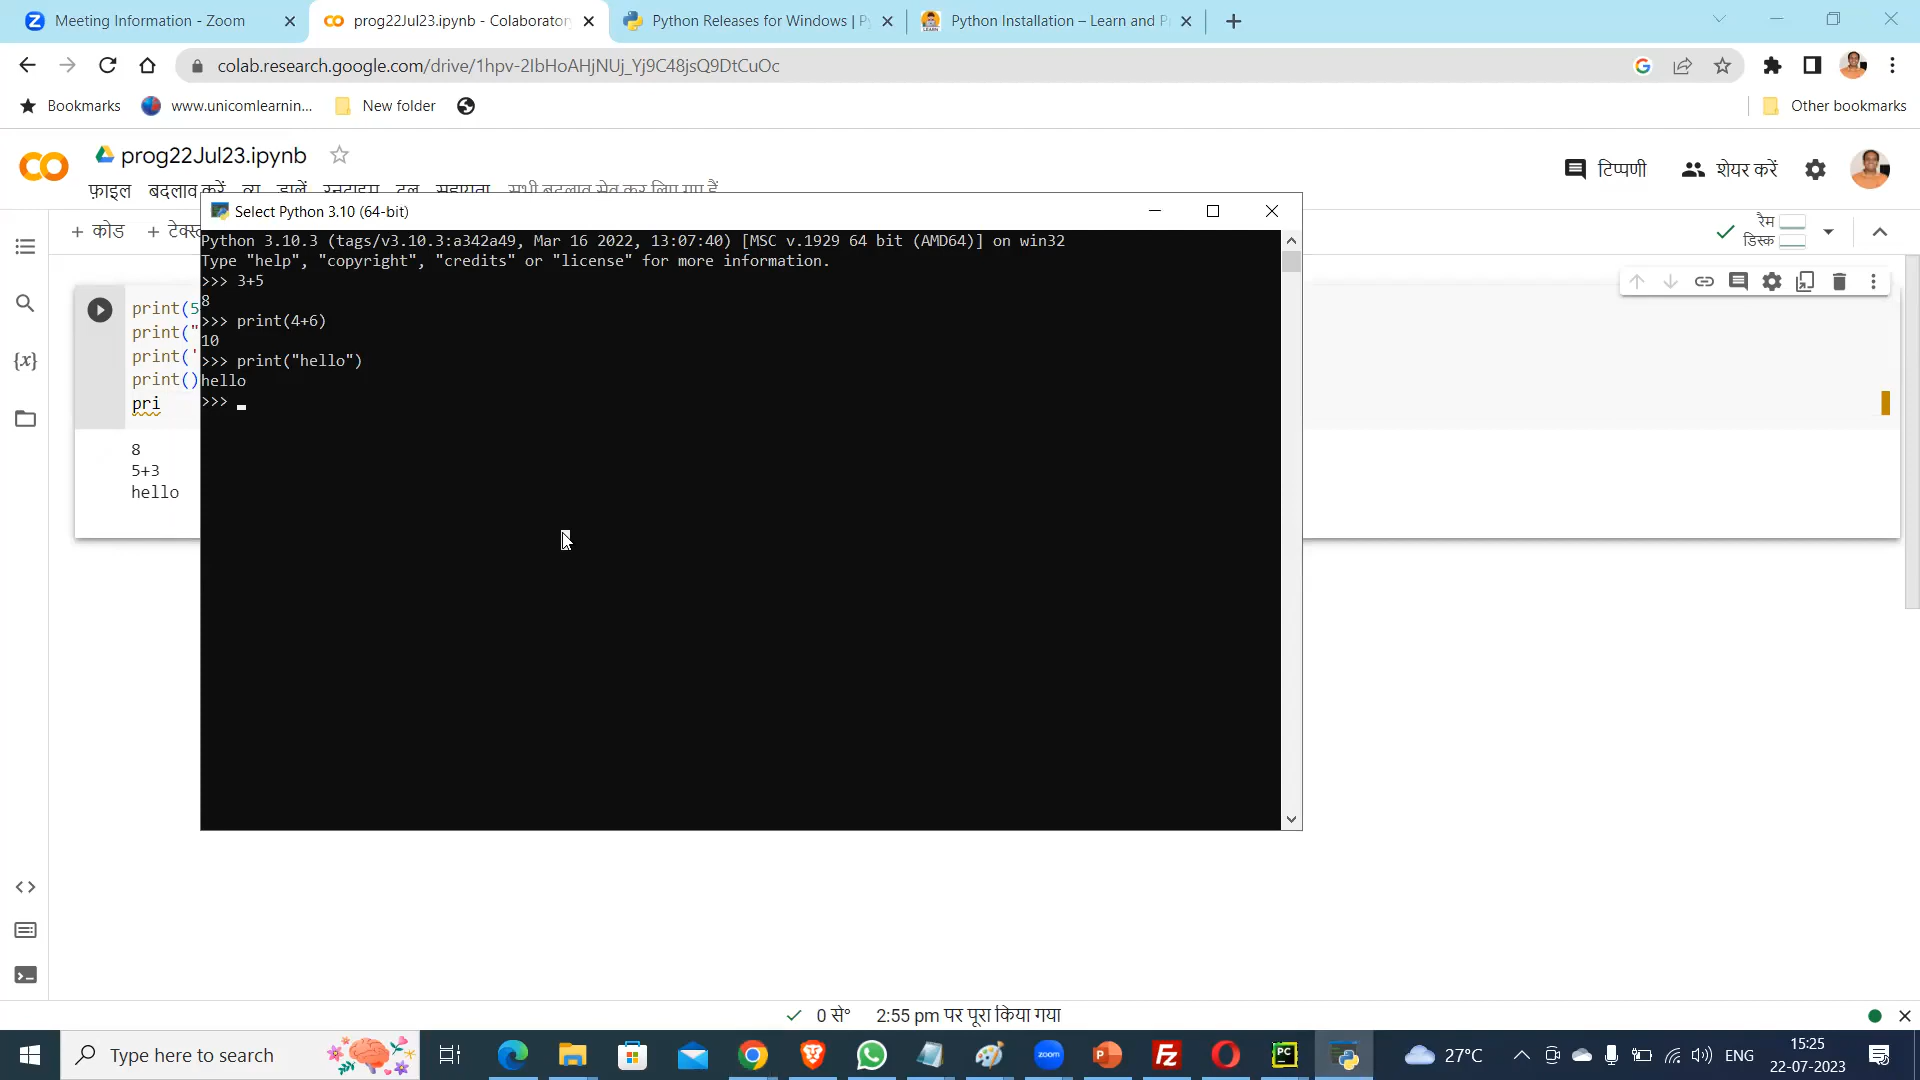 Meeting Information - Zoom
prog22Jul23.ipynb - Colaborator
Python Releases for Windows | P
Python Installation – Learn and P
colab.research.google.com/drive/1hpv-2IbHoAHjNUj_Yj9C48jsQ9DtCuOc
Bookmarks
www.unicomlearnin...
New folder
Other bookmarks
prog22Jul23.ipynb
टिप्पणी
शेयर करें
फ़ाइल बदलाव करें
Select Python 3.10 (64-bit)
+ कोड + टेक्स
रैम
डिस्क
Python 3.10.3 (tags/v3.10.3:a342a49, Mar 16 2022, 13:07:40) [MSC v.1929 64 bit (AMD64)] on win32
Type "help", "copyright", "credits" or "license" for more information.
>>> 3+5
8
>>> print(4+6)
10
>>> print("hello")
hello
>>>
print(5
print("
print('
print()
pri
8
5+3
hello
0 से॰ 2:55 pm पर पूरा किया गया
Type here to search
zoom
PC
27°C
ENG
15:25
22-07-2023